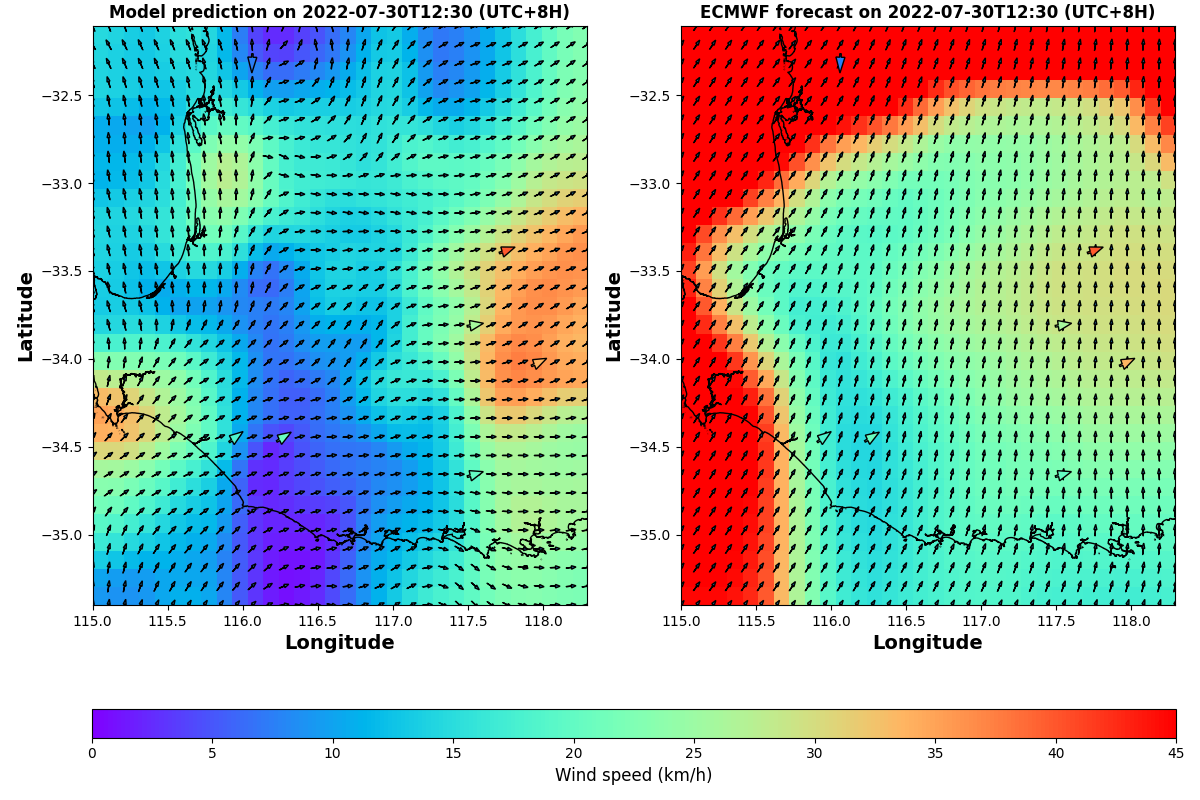 Model prediction on 2022-07-30T12:30 (UTC+8H)
ECMWF forecast on 2022-07-30T12:30 (UTC+8H)
Latitude
−32.5
−33.0
−33.5
−34.0
−34.5
−35.0
115.0 115.5 116.0 116.5 117.0 117.5 118.0
Longitude
Latitude
−32.5
−33.0
−33.5
−34.0
−34.5
−35.0
115.0 115.5 116.0 116.5 117.0 117.5 118.0
Longitude
0 5 10 15 20 25 30 35 40 45
Wind speed (km/h)